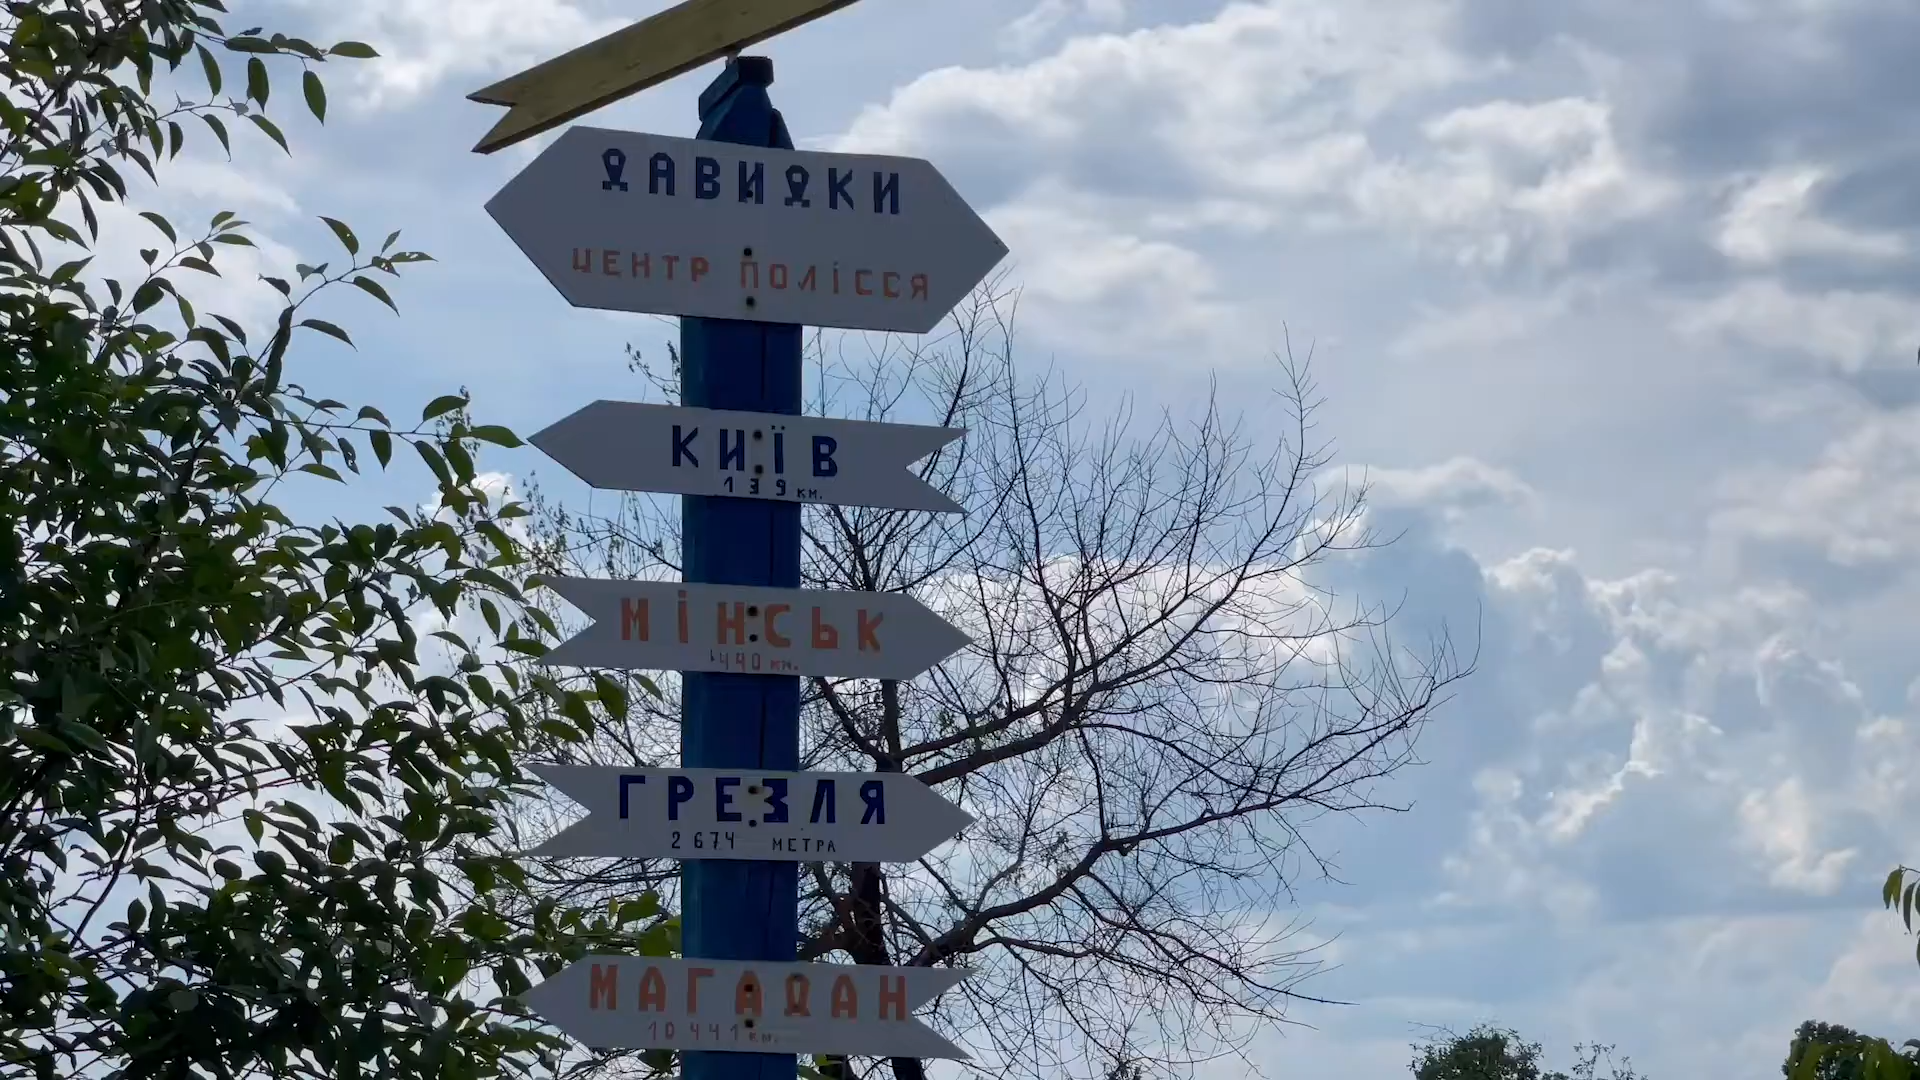 ДАВИДКИ
ЦЕНТР ПОЛІССЯ
КИЇВ
139 км.
МІНСЬК
440 км.
ГРЕЗЛЯ
2674 МЕТРА
МАГАДАН
10441 км.